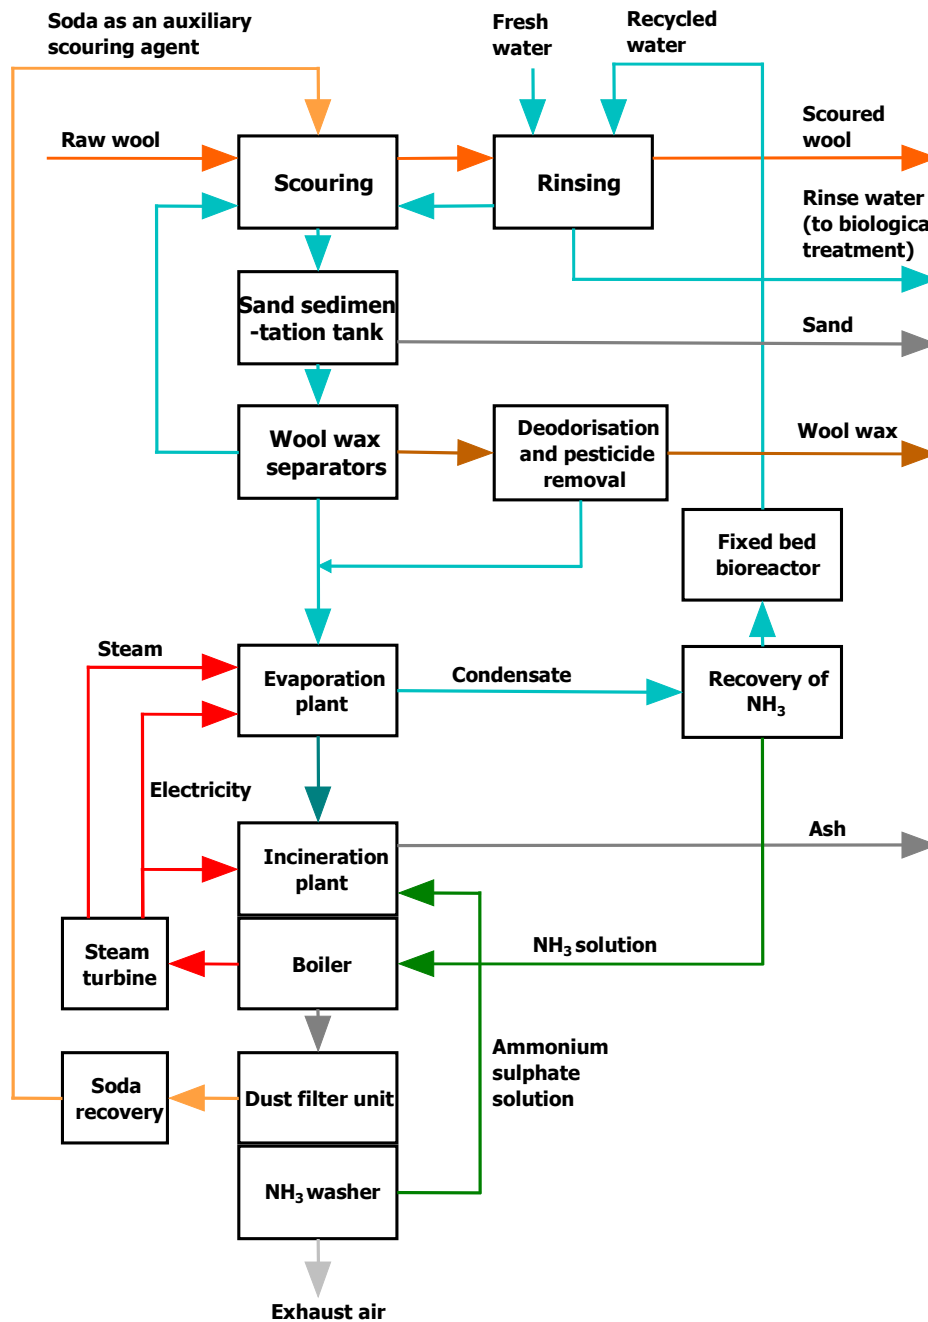 Soda as an auxiliary
scouring agent
Fresh
water
Recycled
water
Raw wool
Scouring
Rinsing
Scoured
wool
Rinse water
(to biologica
treatment)
Sand sedimen
-tation tank
Sand
Wool wax
separators
Deodorisation
and pesticide
removal
Wool wax
Fixed bed
bioreactor
Steam
Evaporation
plant
Condensate
Recovery of
NH3
Electricity
Incineration
plant
Ash
Steam
turbine
Boiler
NH3 solution
Ammonium
sulphate
solution
Soda
recovery
Dust filter unit
NH3 washer
Exhaust air